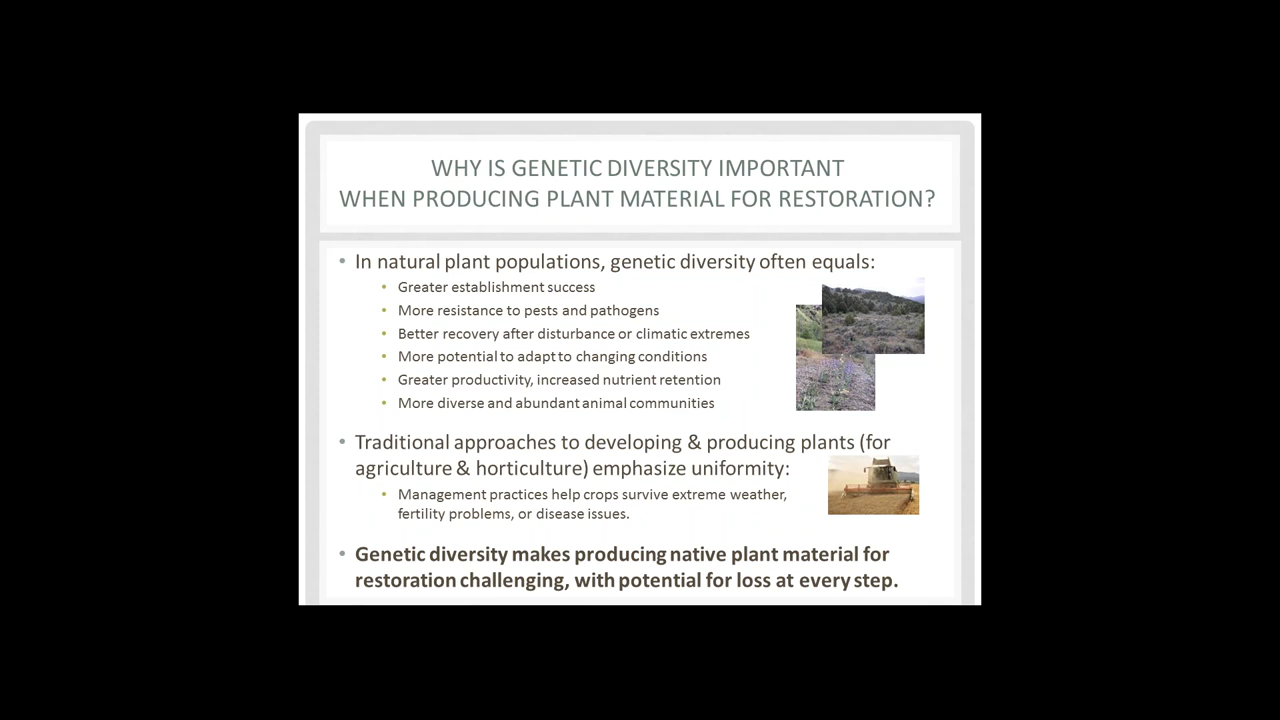 WHY IS GENETIC DIVERSITY IMPORTANT
WHEN PRODUCING PLANT MATERIAL FOR RESTORATION?
• In natural plant populations, genetic diversity often equals:
• Greater establishment success
• More resistance to pests and pathogens
• Better recovery after disturbance or climatic extremes
• More potential to adapt to changing conditions
• Greater productivity, increased nutrient retention
• More diverse and abundant animal communities
• Traditional approaches to developing & producing plants (for
agriculture & horticulture) emphasize uniformity:
• Management practices help crops survive extreme weather,
fertility problems, or disease issues.
• Genetic diversity makes producing native plant material for
restoration challenging, with potential for loss at every step.